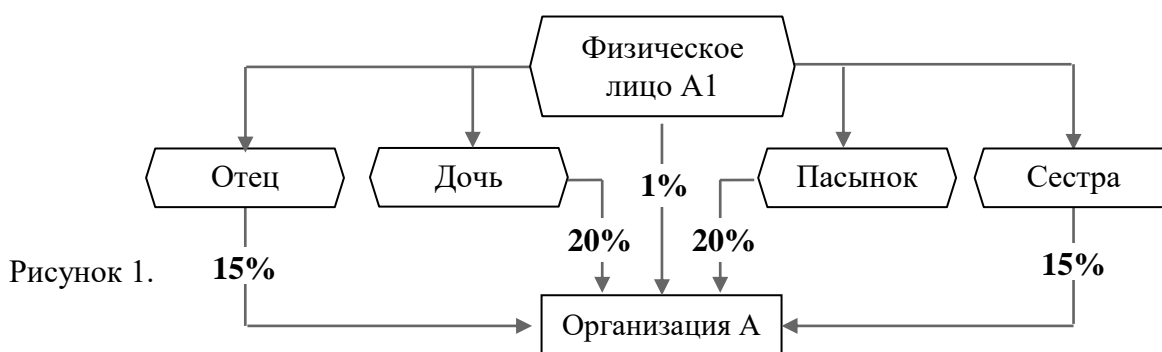 Физическое
лицо А1
Отец
Дочь
1%
Пасынок
Сестра
20%
20%
Рисунок 1.
15%
15%
Организация А